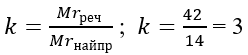 k = Mr_реч / Mr_найпр ; k = 42/14 = 3